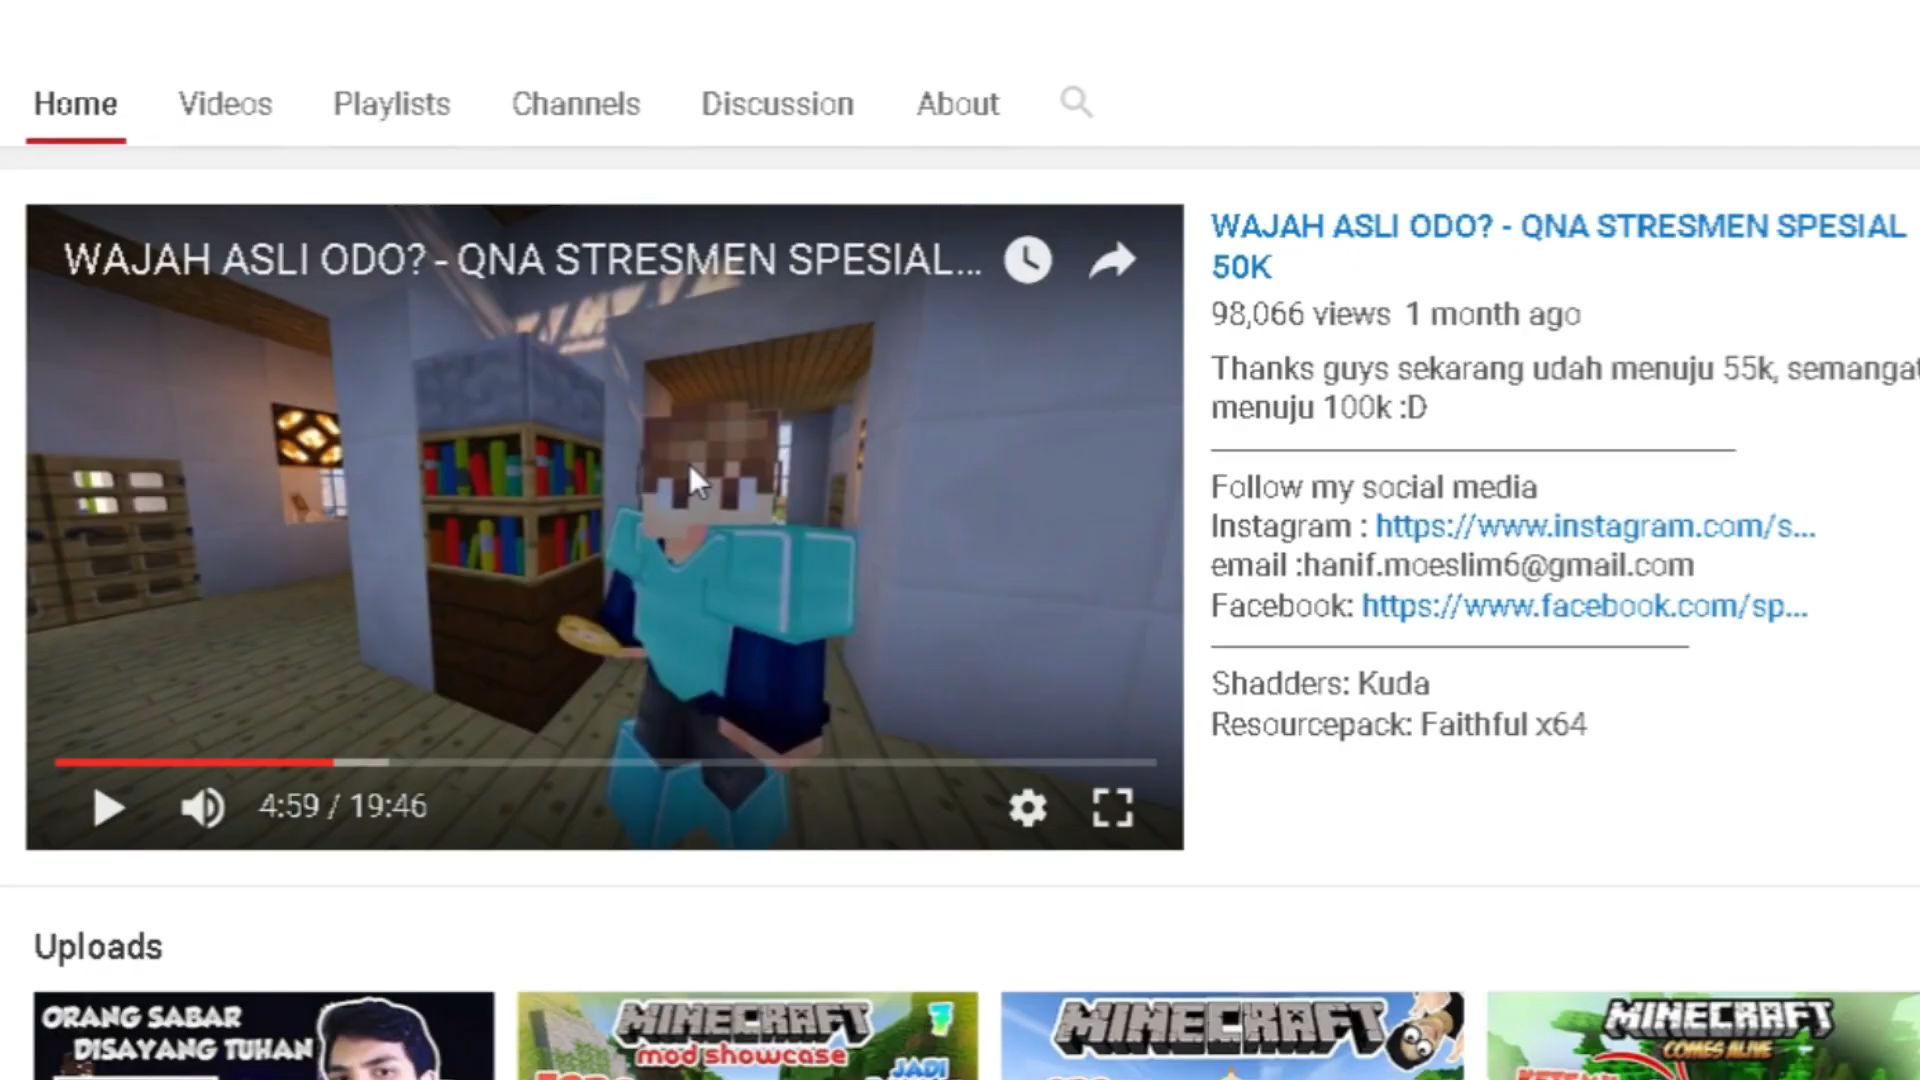 Home Videos Playlists Channels Discussion About
WAJAH ASLI ODO? - QNA STRESMEN SPESIAL...
WAJAH ASLI ODO? - QNA STRESMEN SPESIAL
50K
98,066 views 1 month ago
Thanks guys sekarang udah menuju 55k, semangat
menuju 100k :D
Follow my social media
Instagram : https://www.instagram.com/s...
email :hanif.moeslim6@gmail.com
Facebook: https://www.facebook.com/sp...
Shadders: Kuda
Resourcepack: Faithful x64
4:59 / 19:46
Uploads
ORANG SABAR
DISAYANG TUHAN
MINECRAFT 7
mod showcase
JADI
MINECRAFT
MINECRAFT
COMES ALIVE